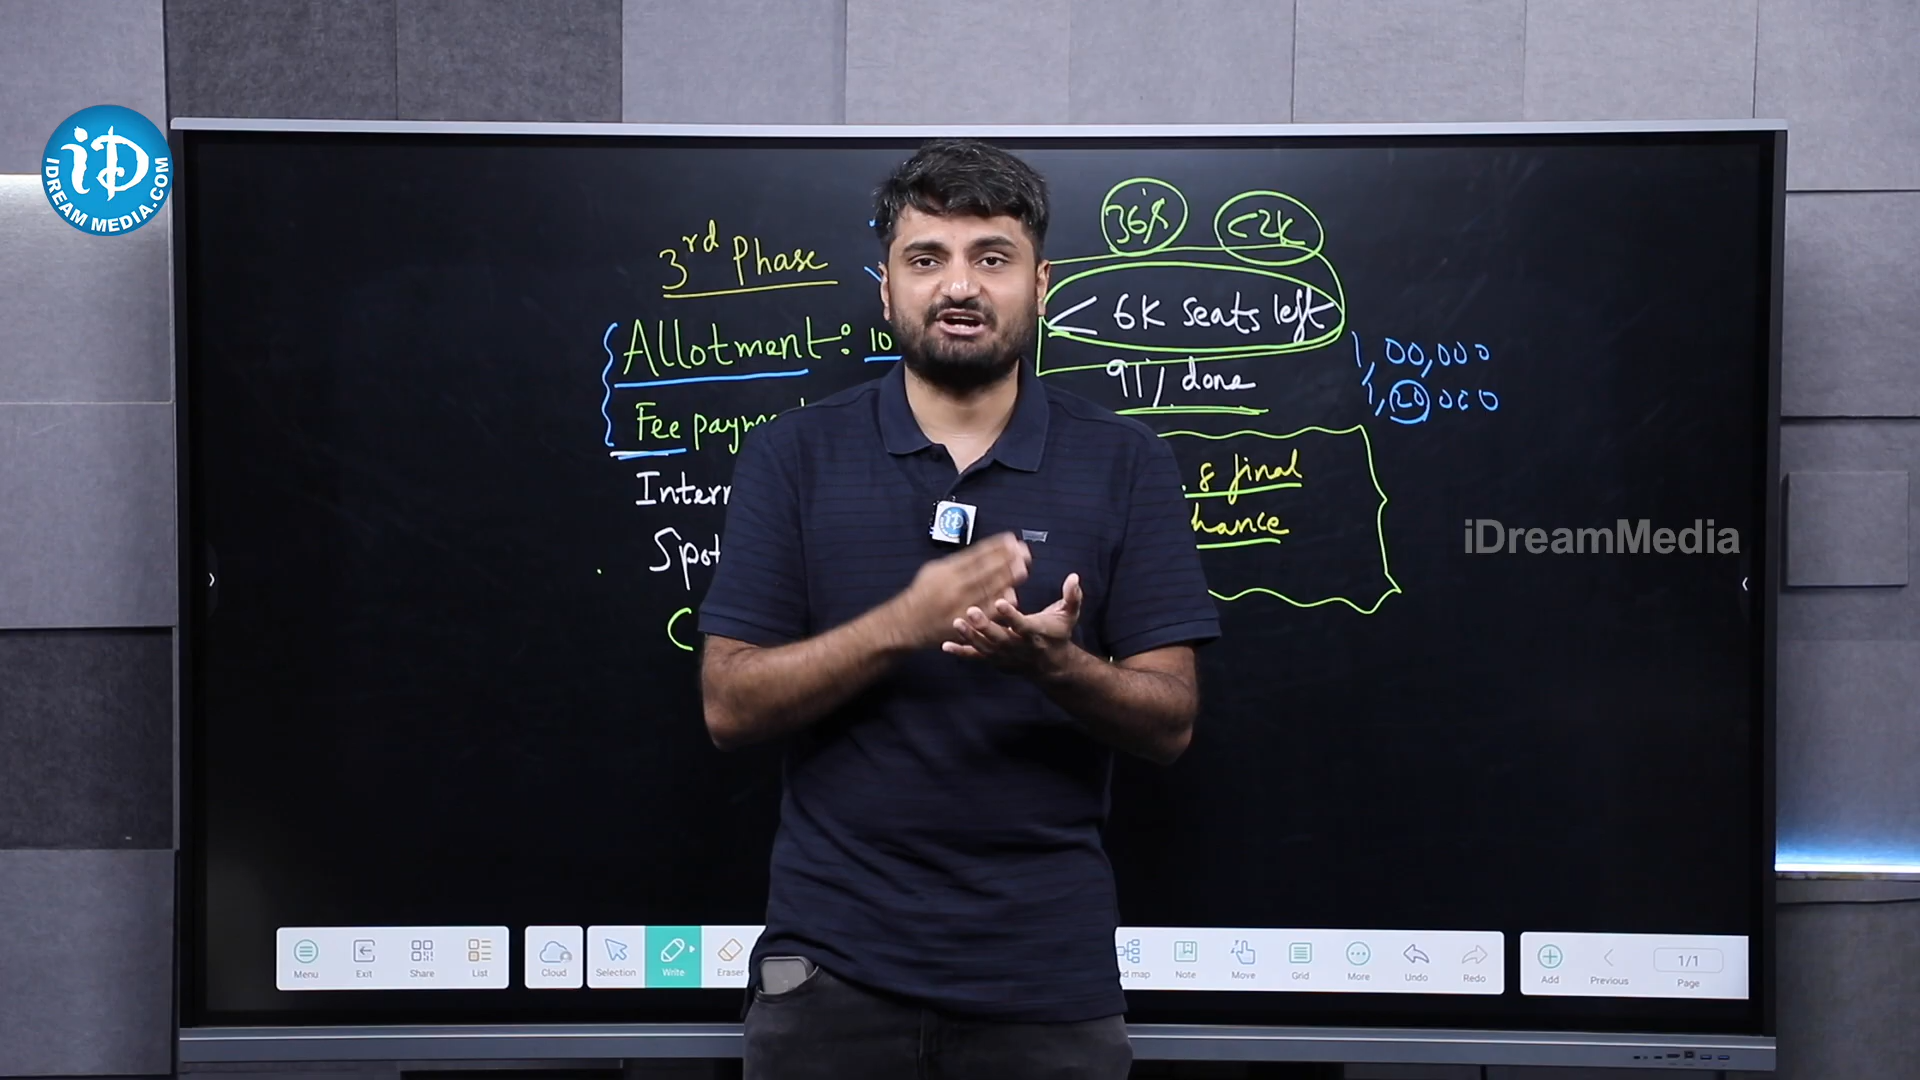 iD
IDREAM MEDIA.COM
3rd Phase
Allotment: 10
Fee paym
Intern
Spot
36k <2k
< 6K seats left
91% done
1,00,000
1,20,000
& final
hance
iDreamMedia
iD
Menu Exit Share List
Cloud
Selection Write Eraser
d map Note Move Grid More Undo Redo
Add Previous 1/1 Page